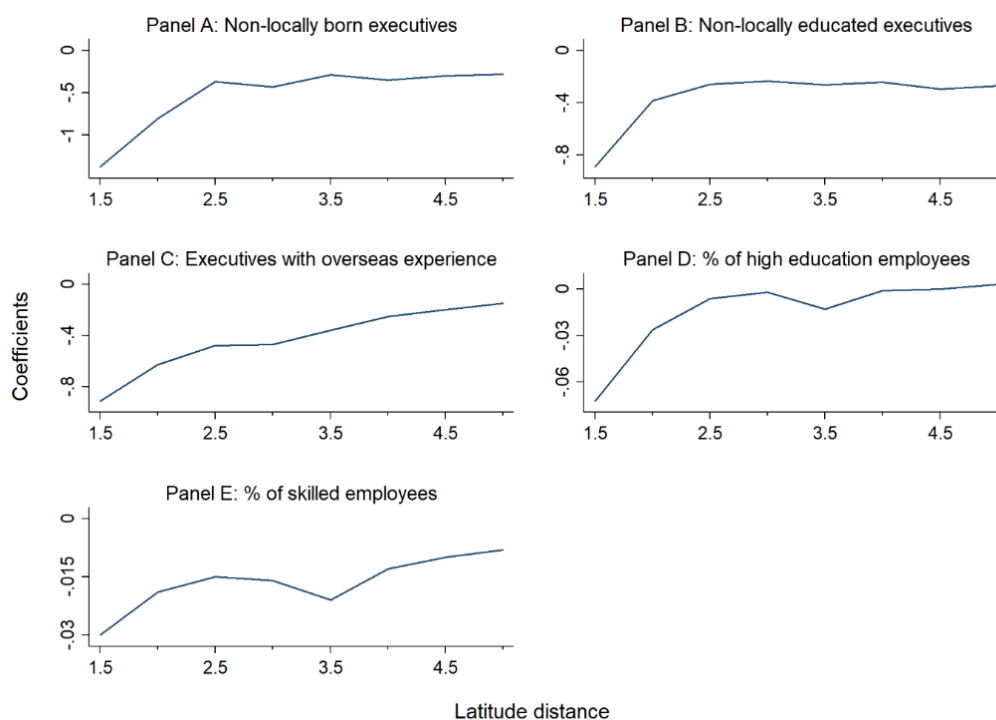 Panel A: Non-locally born executives
0
-.5
-1
1.5 2.5 3.5 4.5
Panel B: Non-locally educated executives
0
-.4
-.8
1.5 2.5 3.5 4.5
Panel C: Executives with overseas experience
0
-.4
-.8
1.5 2.5 3.5 4.5
Panel D: % of high education employees
0
-.03
-.06
1.5 2.5 3.5 4.5
Panel E: % of skilled employees
0
-.015
-.03
1.5 2.5 3.5 4.5
Coefficients
Latitude distance